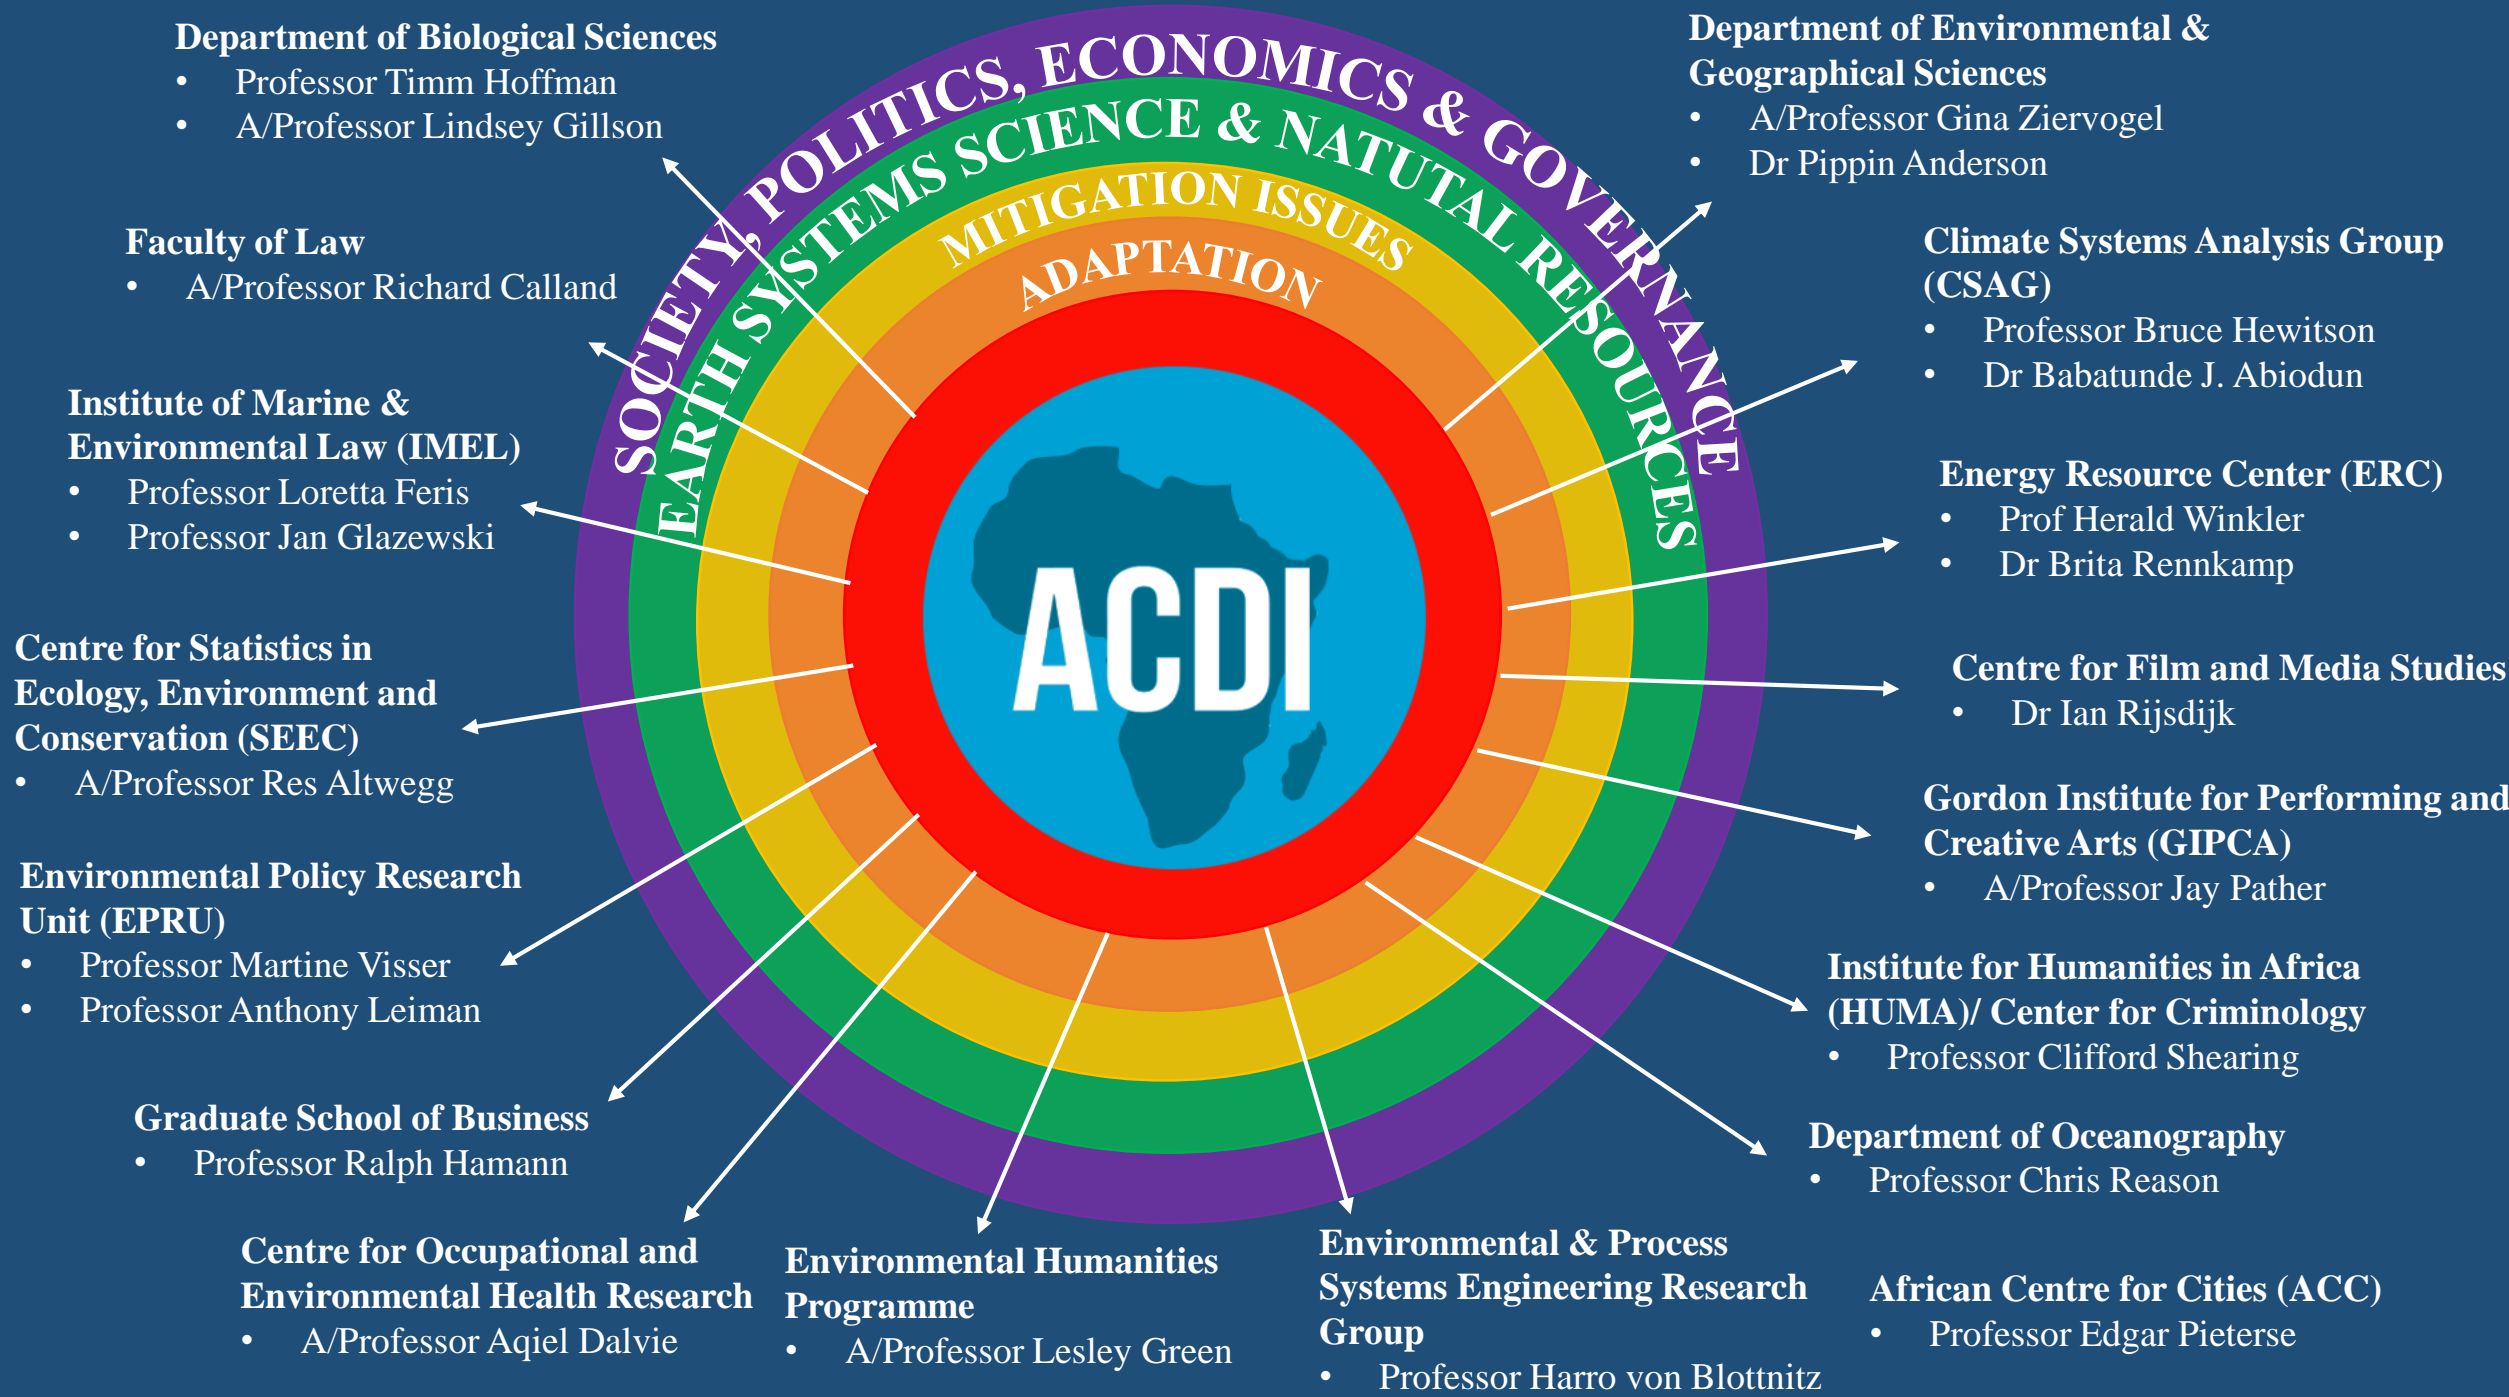 Department of Biological Sciences
• Professor Timm Hoffman
• A/Professor Lindsey Gillson
Faculty of Law
• A/Professor Richard Calland
Institute of Marine &
Environmental Law (IMEL)
• Professor Loretta Feris
• Professor Jan Glazewski
Centre for Statistics in
Ecology, Environment and
Conservation (SEEC)
• A/Professor Res Altwegg
Environmental Policy Research
Unit (EPRU)
• Professor Martine Visser
• Professor Anthony Leiman
Graduate School of Business
• Professor Ralph Hamann
Centre for Occupational and
Environmental Health Research
• A/Professor Aqiel Dalvie
SOCIETY, POLITICS, ECONOMICS & GOVERNANCE
EARTH SYSTEMS SCIENCE & NATUTAL RESOURCES
MITIGATION ISSUES
ADAPTATION
ACDI
Environmental Humanities
Programme
• A/Professor Lesley Green
Environmental & Process
Systems Engineering Research
Group
• Professor Harro von Blottnitz
Department of Environmental &
Geographical Sciences
• A/Professor Gina Ziervogel
• Dr Pippin Anderson
Climate Systems Analysis Group
(CSAG)
• Professor Bruce Hewitson
• Dr Babatunde J. Abiodun
Energy Resource Center (ERC)
• Prof Herald Winkler
• Dr Brita Rennkamp
Centre for Film and Media Studies
• Dr Ian Rijsdijk
Gordon Institute for Performing and
Creative Arts (GIPCA)
• A/Professor Jay Pather
Institute for Humanities in Africa
(HUMA)/ Center for Criminology
• Professor Clifford Shearing
Department of Oceanography
• Professor Chris Reason
African Centre for Cities (ACC)
• Professor Edgar Pieterse